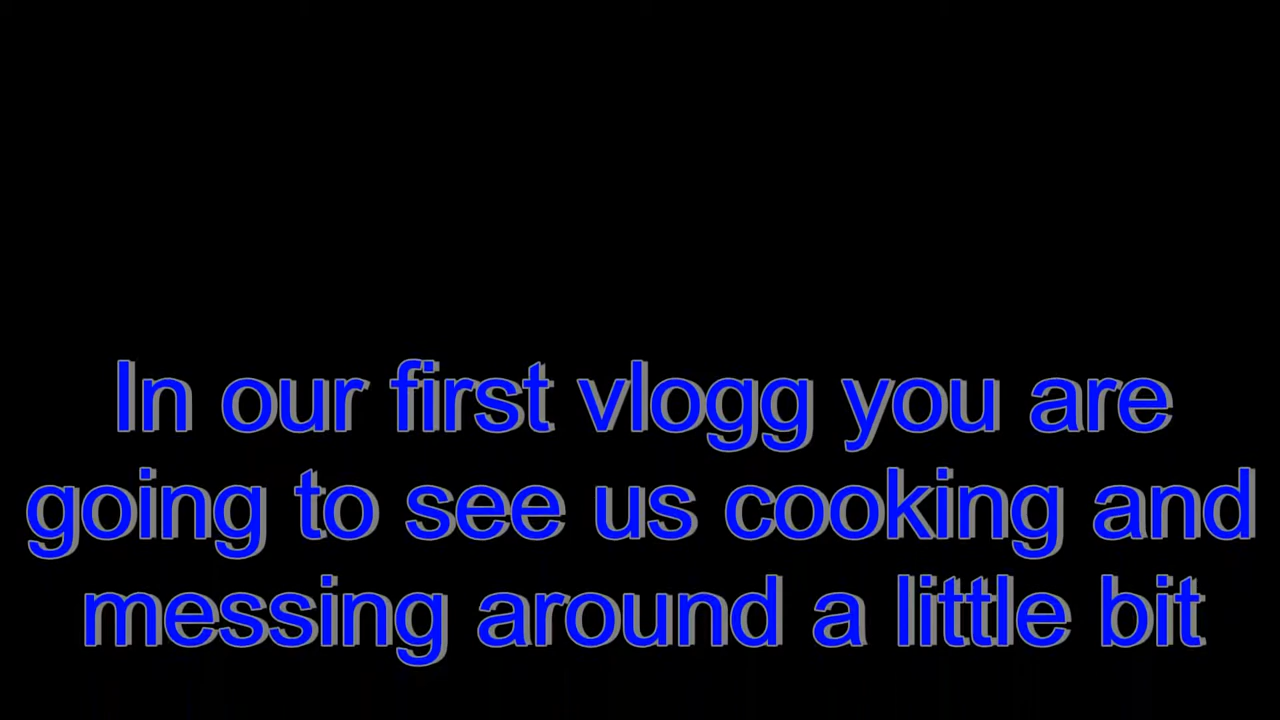 In our first vlogg you are
going to see us cooking and
messing around a little bit